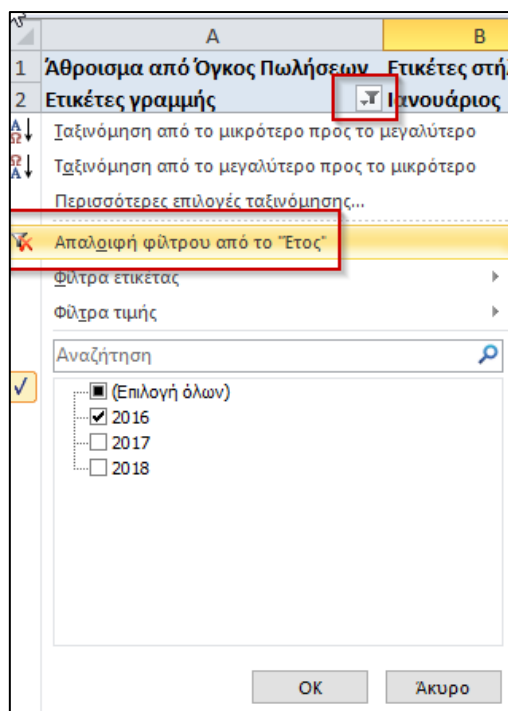 A B
1 Άθροισμα από Όγκος Πωλήσεων Ετικέτες στήλ
2 Ετικέτες γραμμής Ιανουάριος
Ταξινόμηση από το μικρότερο προς το μεγαλύτερο
Ταξινόμηση από το μεγαλύτερο προς το μικρότερο
Περισσότερες επιλογές ταξινόμησης...
Απαλοιφή φίλτρου από το "Έτος"
Φίλτρα ετικέτας
Φίλτρα τιμής
Αναζήτηση
(Επιλογή όλων)
2016
2017
2018
OK Άκυρο